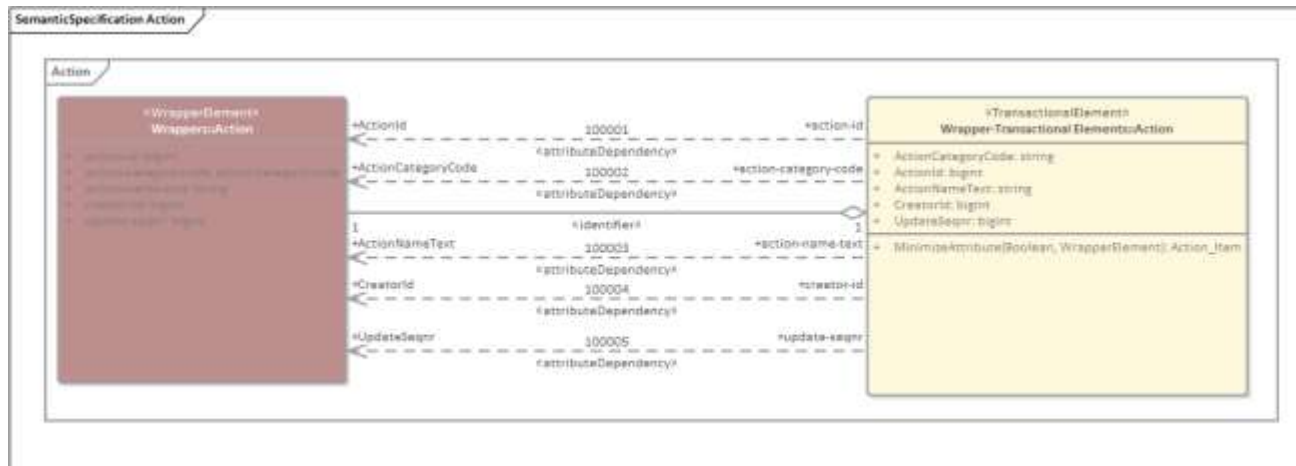 SemanticSpecification Action
Action
«WrapperElement»
Wrappers::Action
«TransactionalElement»
Wrapper-Transactional Elements::Action
+ActionId 100001 +action-id
«attributeDependency»
+ActionCategoryCode 100002 +action-category-code
«attributeDependency»
1 «identifier» 1
+ActionNameText 100003 +action-name-text
«attributeDependency»
+CreatorId 100004 +creator-id
«attributeDependency»
+UpdateSeqnr 100005 +update-seqnr
«attributeDependency»
+ ActionCategoryCode: string
+ ActionId: bigint
+ ActionNameText: string
+ CreatorId: bigint
+ UpdateSeqnr: bigint
+ MinimizeAttribute(Boolean, WrapperElement): Action_Item